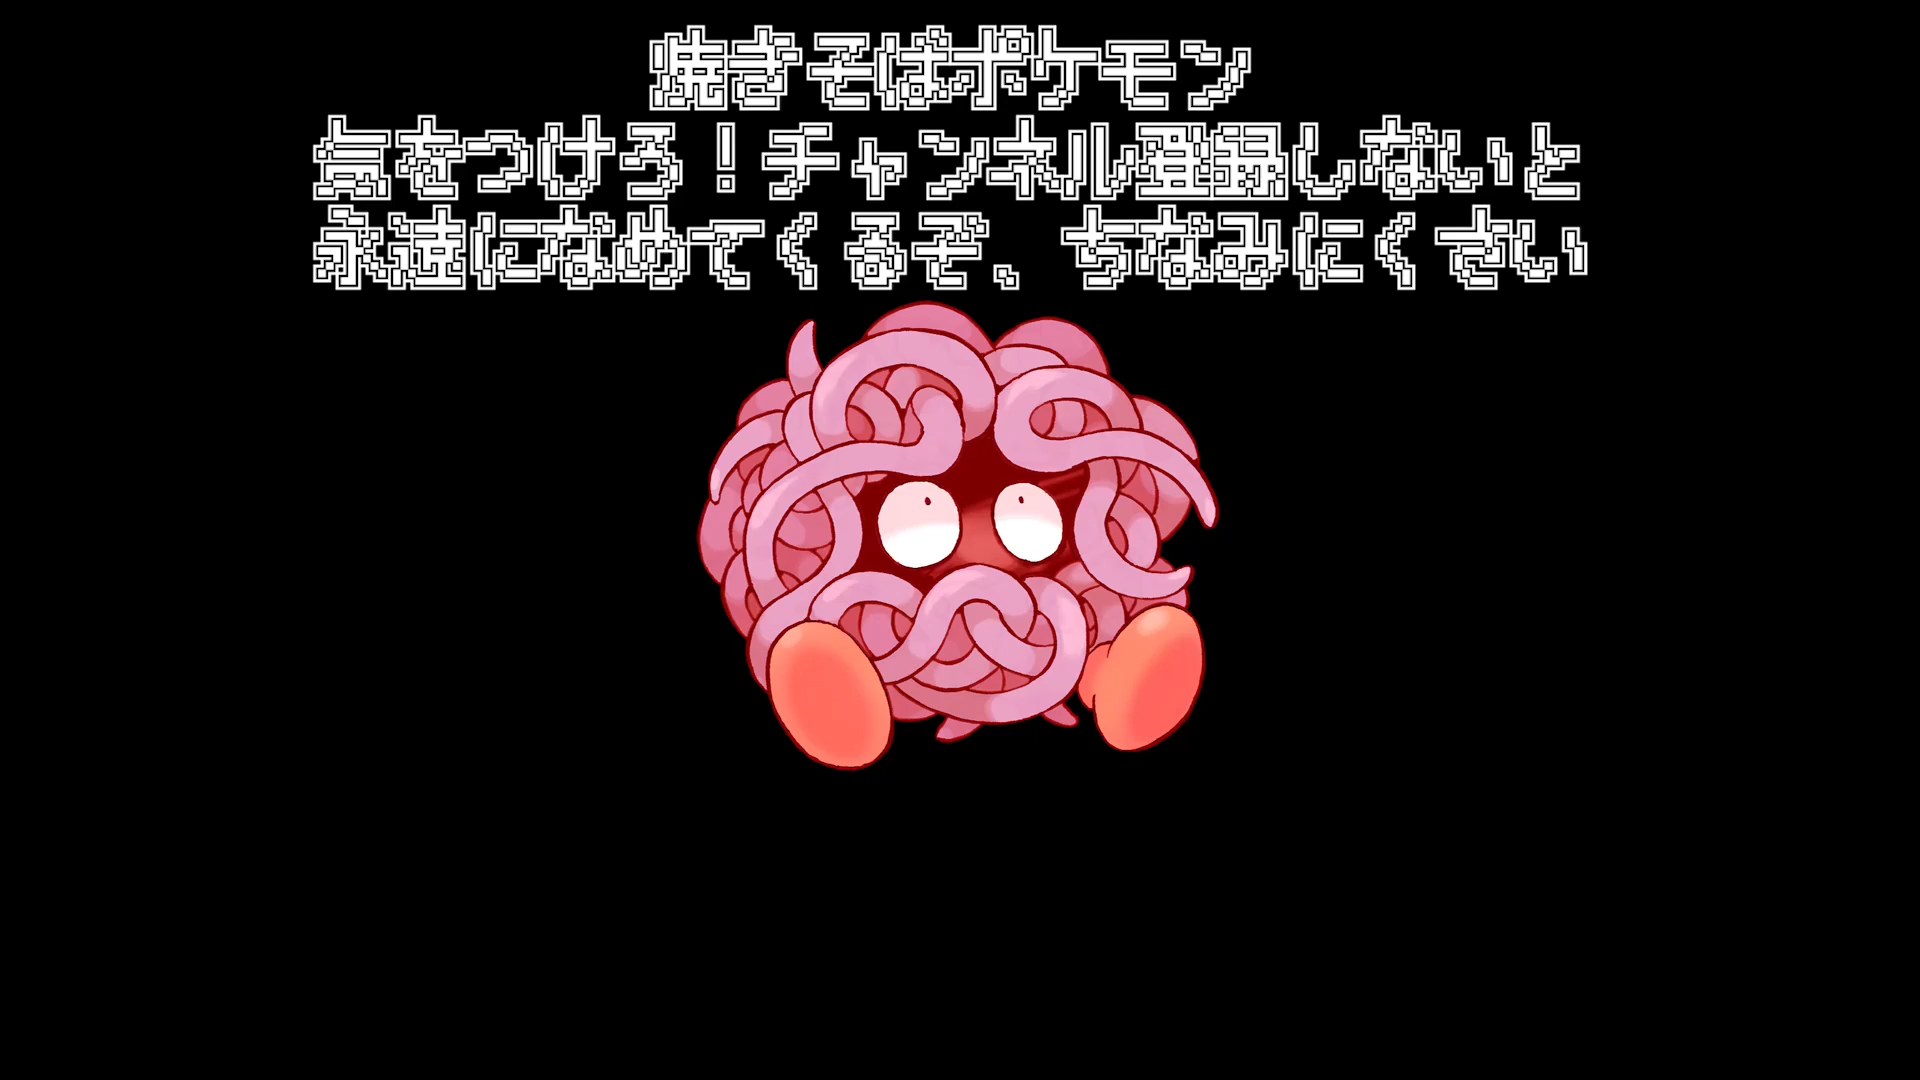 焼きそばポケモン
気をつけろ！チャンネル登録しないと
永遠になめてくるぞ、ちなみにくさい